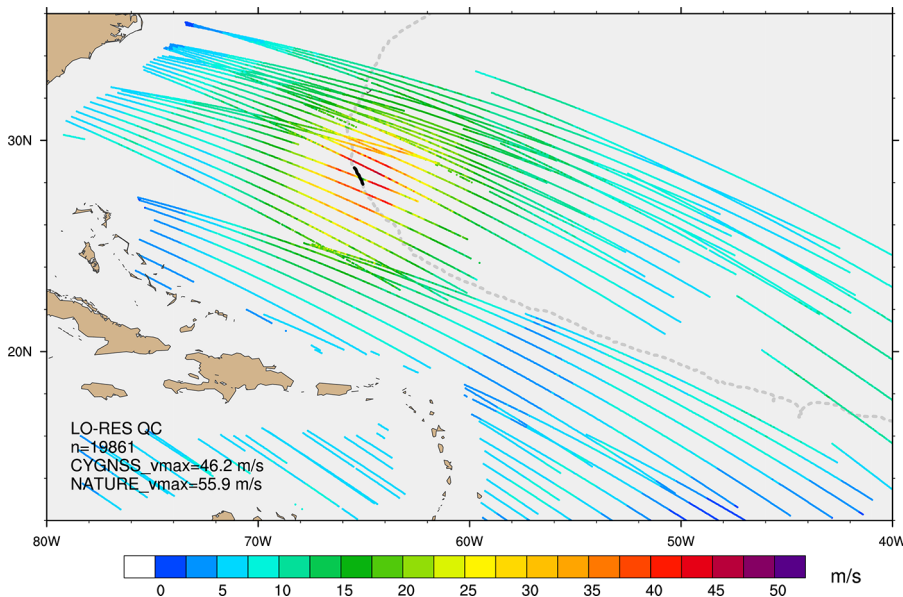 30N
20N
LO-RES QC
n=19861
CYGNSS_vmax=46.2 m/s
NATURE_vmax=55.9 m/s
80W 70W 60W 50W 40W
0 5 10 15 20 25 30 35 40 45 50 m/s